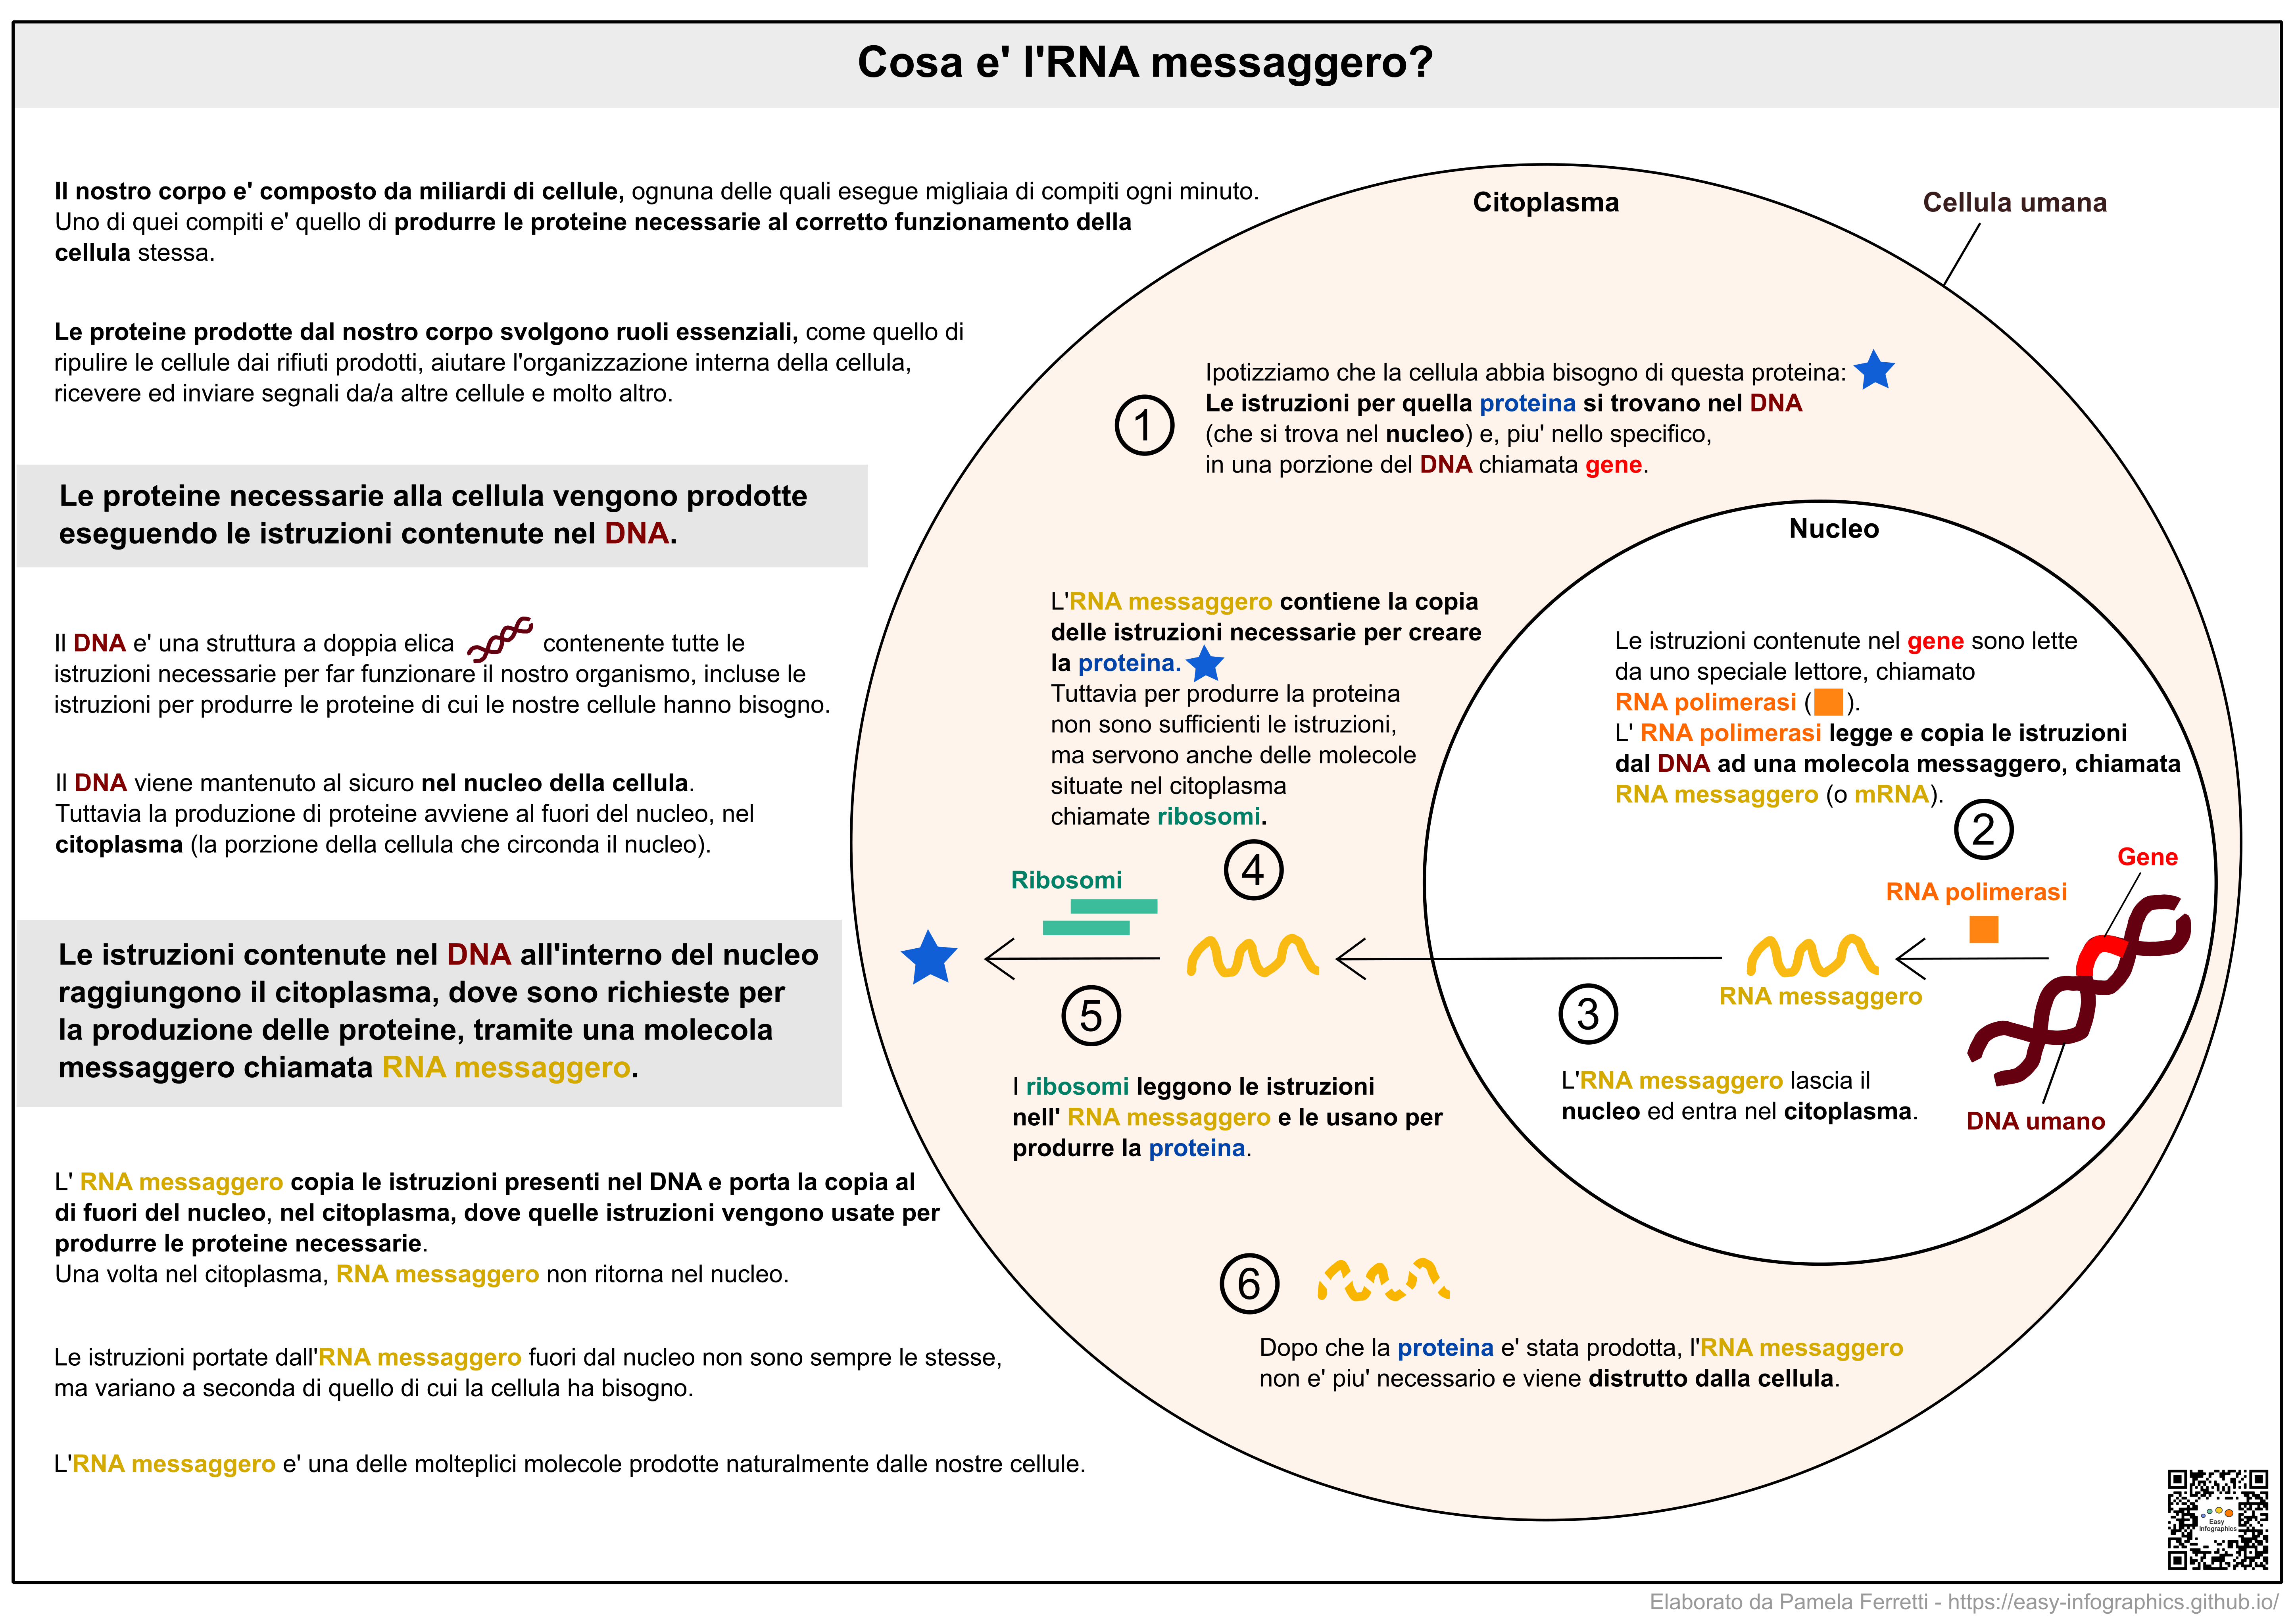 Cosa e' l'RNA messaggero?
Il nostro corpo e' composto da miliardi di cellule, ognuna delle quali esegue migliaia di compiti ogni minuto.
Uno di quei compiti e' quello di produrre le proteine necessarie al corretto funzionamento della
cellula stessa.
Le proteine prodotte dal nostro corpo svolgono ruoli essenziali, come quello di
ripulire le cellule dai rifiuti prodotti, aiutare l'organizzazione interna della cellula,
ricevere ed inviare segnali da/a altre cellule e molto altro.
Le proteine necessarie alla cellula vengono prodotte
eseguendo le istruzioni contenute nel DNA.
Il DNA e' una struttura a doppia elica contenente tutte le
istruzioni necessarie per far funzionare il nostro organismo, incluse le
istruzioni per produrre le proteine di cui le nostre cellule hanno bisogno.
Il DNA viene mantenuto al sicuro nel nucleo della cellula.
Tuttavia la produzione di proteine avviene al fuori del nucleo, nel
citoplasma (la porzione della cellula che circonda il nucleo).
Le istruzioni contenute nel DNA all'interno del nucleo
raggiungono il citoplasma, dove sono richieste per
la produzione delle proteine, tramite una molecola
messaggero chiamata RNA messaggero.
L' RNA messaggero copia le istruzioni presenti nel DNA e porta la copia al
di fuori del nucleo, nel citoplasma, dove quelle istruzioni vengono usate per
produrre le proteine necessarie.
Una volta nel citoplasma, RNA messaggero non ritorna nel nucleo.
Le istruzioni portate dall'RNA messaggero fuori dal nucleo non sono sempre le stesse,
ma variano a seconda di quello di cui la cellula ha bisogno.
L'RNA messaggero e' una delle molteplici molecole prodotte naturalmente dalle nostre cellule.
Citoplasma
Cellula umana
1
Ipotizziamo che la cellula abbia bisogno di questa proteina:
Le istruzioni per quella proteina si trovano nel DNA
(che si trova nel nucleo) e, piu' nello specifico,
in una porzione del DNA chiamata gene.
Nucleo
Le istruzioni contenute nel gene sono lette
da uno speciale lettore, chiamato
RNA polimerasi ( ).
L' RNA polimerasi legge e copia le istruzioni
dal DNA ad una molecola messaggero, chiamata
RNA messaggero (o mRNA).
2
Gene
RNA polimerasi
RNA messaggero
DNA umano
3
L'RNA messaggero lascia il
nucleo ed entra nel citoplasma.
L'RNA messaggero contiene la copia
delle istruzioni necessarie per creare
la proteina.
Tuttavia per produrre la proteina
non sono sufficienti le istruzioni,
ma servono anche delle molecole
situate nel citoplasma
chiamate ribosomi.
4
Ribosomi
5
I ribosomi leggono le istruzioni
nell' RNA messaggero e le usano per
produrre la proteina.
6
Dopo che la proteina e' stata prodotta, l'RNA messaggero
non e' piu' necessario e viene distrutto dalla cellula.
Easy
Infographics
Elaborato da Pamela Ferretti - https://easy-infographics.github.io/